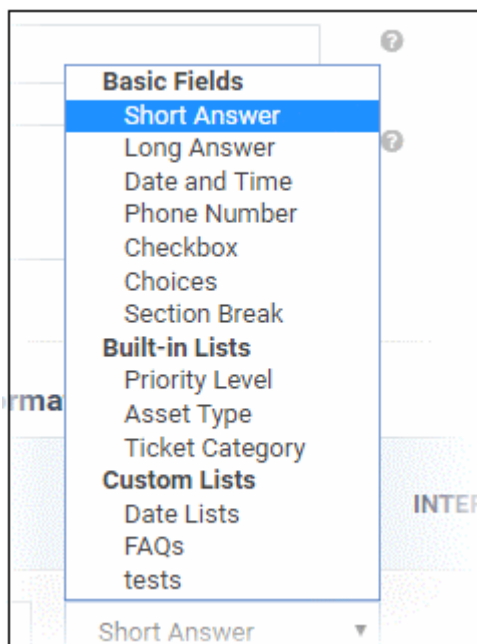 Basic Fields
Short Answer
Long Answer
Date and Time
Phone Number
Checkbox
Choices
Section Break
Built-in Lists
Priority Level
Asset Type
Ticket Category
Custom Lists
Date Lists
FAQs
tests
Short Answer